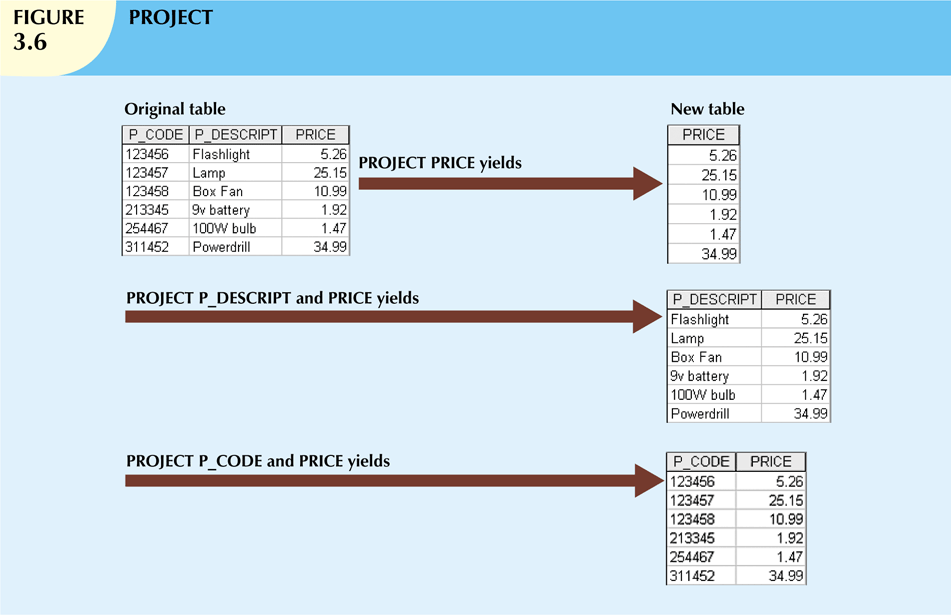 FIGURE 3.6
PROJECT
Original table
P_CODE P_DESCRIPT PRICE
123456 Flashlight 5.26
123457 Lamp 25.15
123458 Box Fan 10.99
213345 9v battery 1.92
254467 100W bulb 1.47
311452 Powerdrill 34.99
PROJECT PRICE yields
New table
PRICE
5.26
25.15
10.99
1.92
1.47
34.99
PROJECT P_DESCRIPT and PRICE yields
P_DESCRIPT PRICE
Flashlight 5.26
Lamp 25.15
Box Fan 10.99
9v battery 1.92
100W bulb 1.47
Powerdrill 34.99
PROJECT P_CODE and PRICE yields
P_CODE PRICE
123456 5.26
123457 25.15
123458 10.99
213345 1.92
254467 1.47
311452 34.99